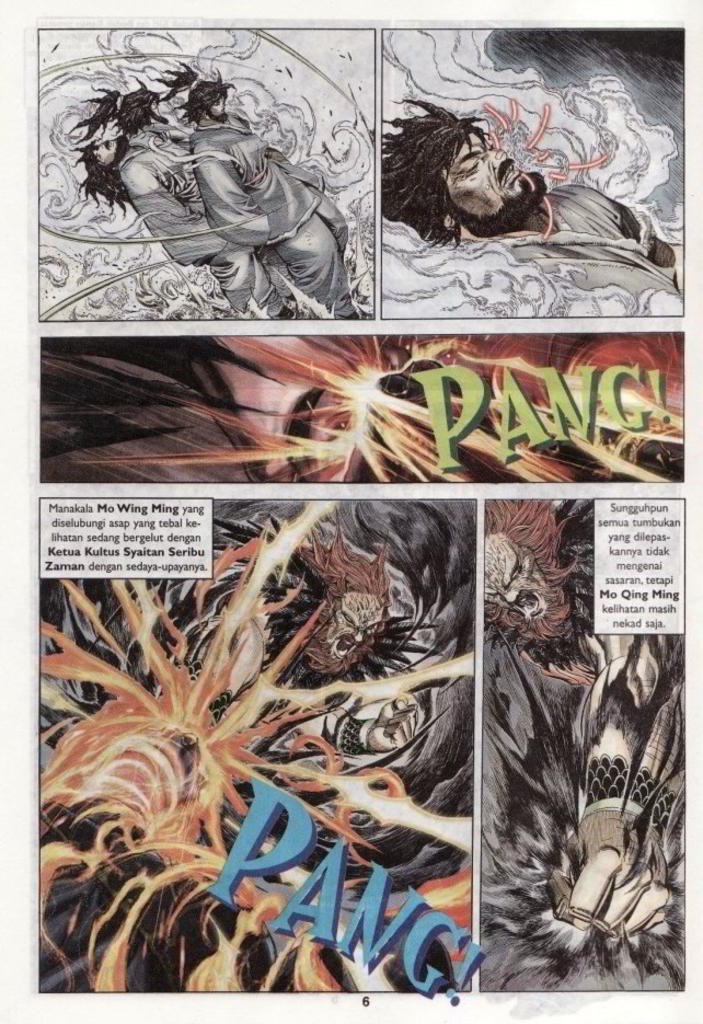 PANG!
Manakala Mo Wing Ming yang
diselubungi asap yang tebal ke-
lihatan sedang bergelut dengan
Ketua Kultus Syaitan Seribu
Zaman dengan sedaya-upayanya.
Sungguhpun
semua tumbukan
yang dilepas-
kannya tidak
mengenai
sasaran, tetapi
Mo Qing Ming
kelihatan masih
nekad saja.
PANG!
6